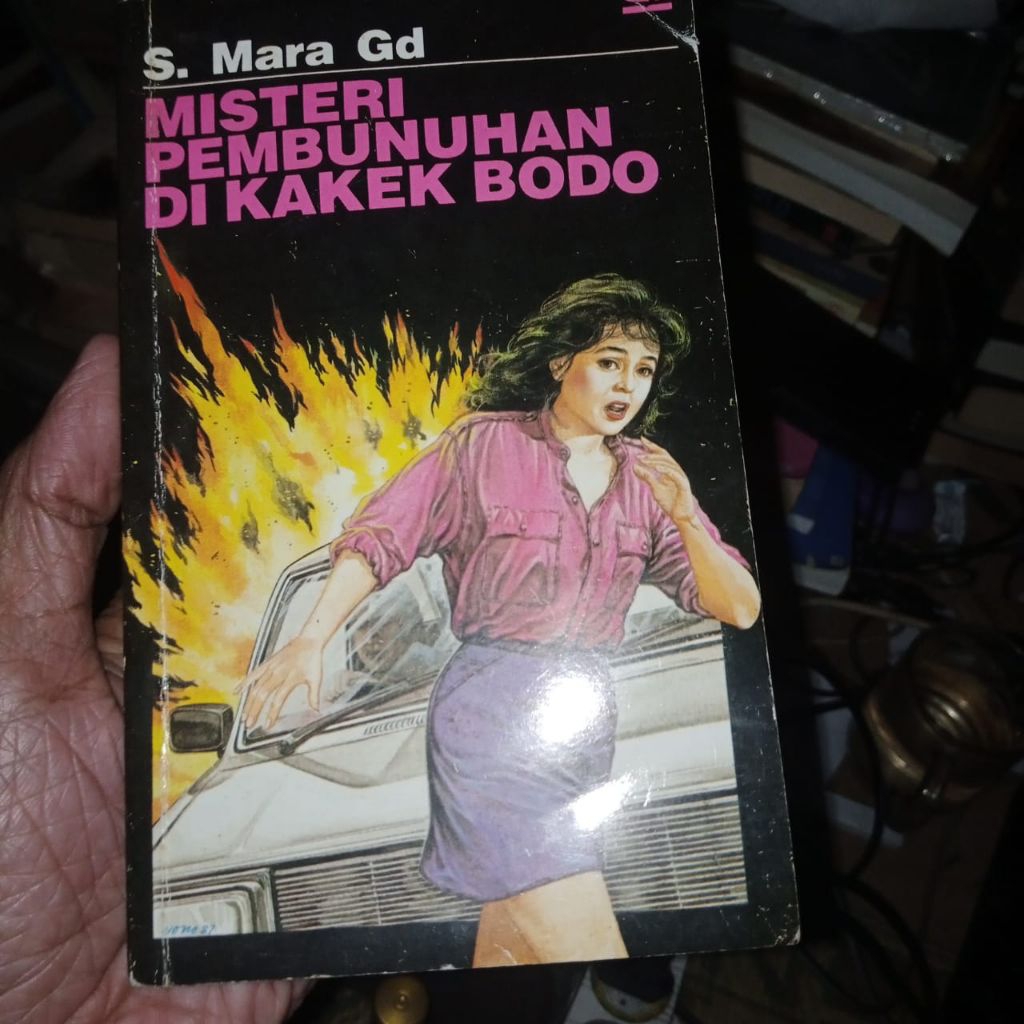 S. Mara Gd
MISTERI
PEMBUNUHAN
DI KAKEK BODO